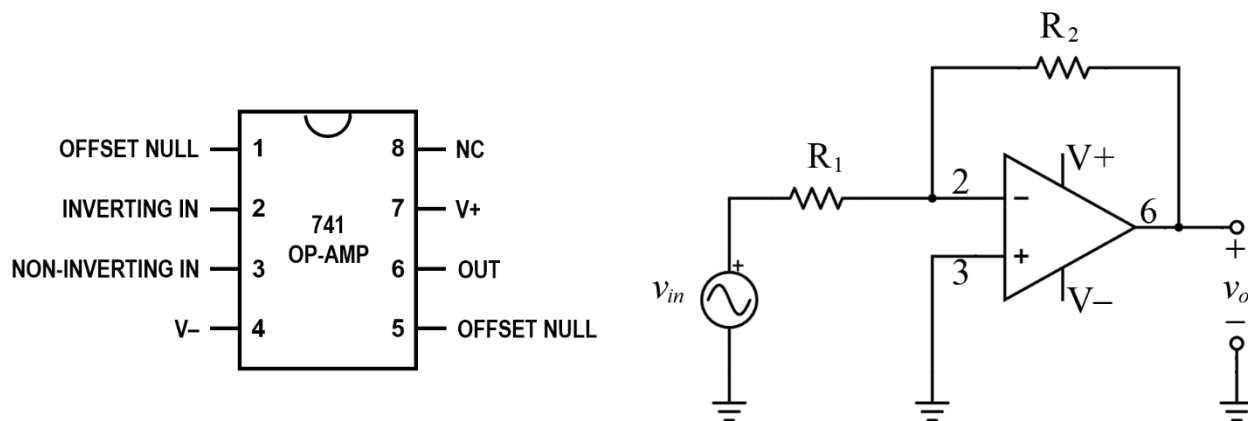 OFFSET NULL 1 8 NC
INVERTING IN 2 7 V+
741
OP-AMP
NON-INVERTING IN 3 6 OUT
V– 4 5 OFFSET NULL
R2
R1
2
–
V+
6
3
+
V–
+
vin
+
vo
–